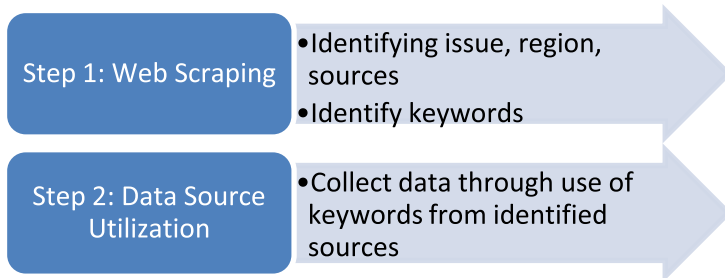 Step 1: Web Scraping
•Identifying issue, region,
sources
•Identify keywords
Step 2: Data Source
Utilization
•Collect data through use of
keywords from identified
sources